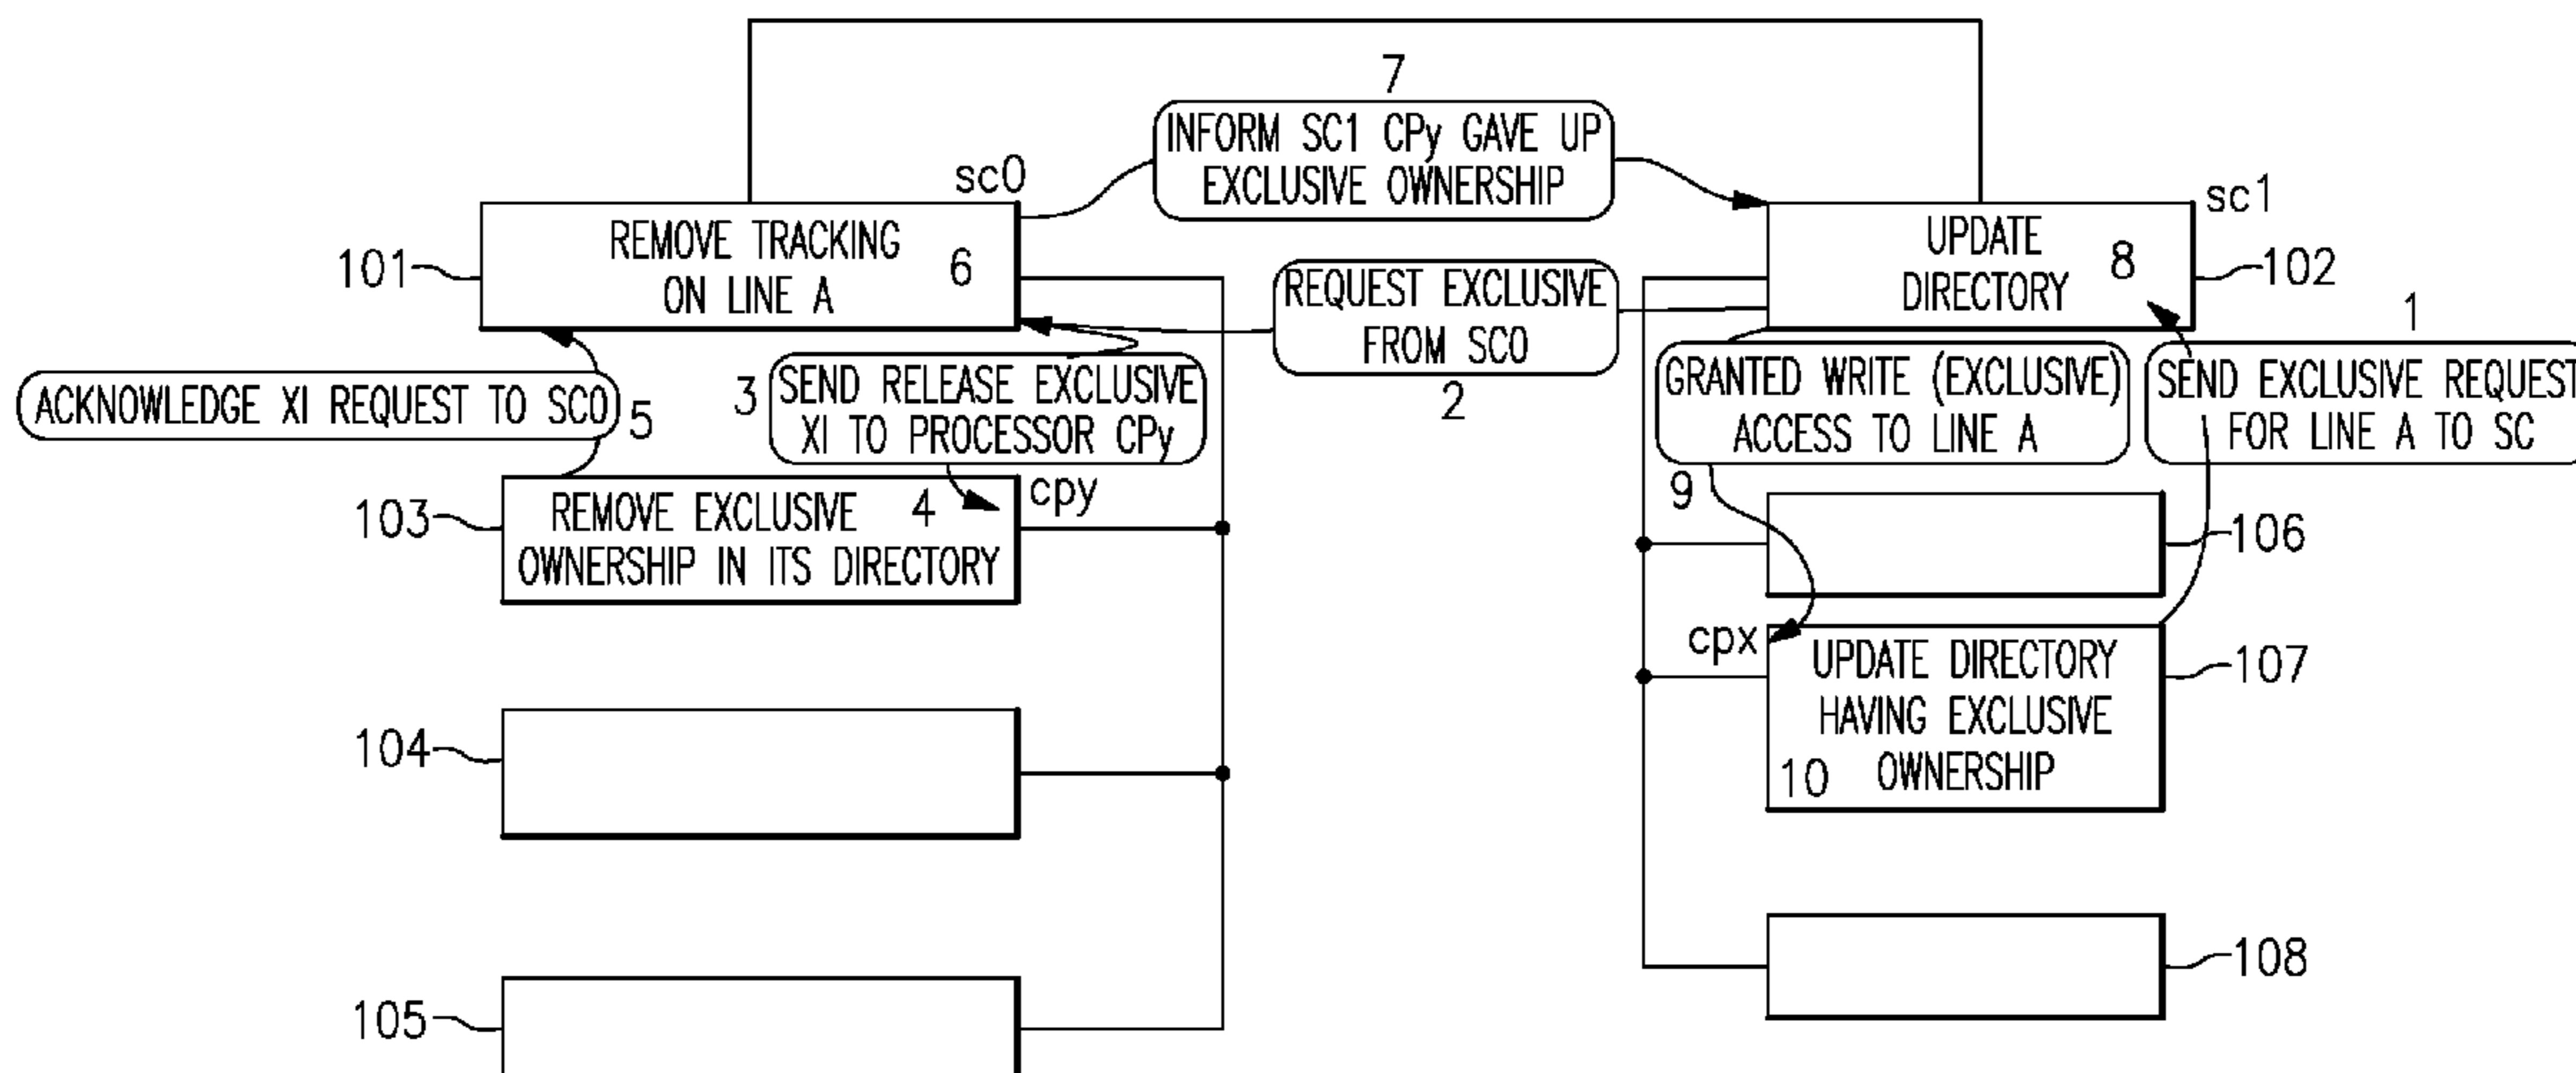 7
INFORM SC1 CPy GAVE UP
EXCLUSIVE OWNERSHIP
sc0
sc1
101
REMOVE TRACKING
ON LINE A
6
UPDATE
DIRECTORY
8
102
REQUEST EXCLUSIVE
FROM SC0
2
1
ACKNOWLEDGE XI REQUEST TO SC0
5
3
SEND RELEASE EXCLUSIVE
XI TO PROCESSOR CPy
GRANTED WRITE (EXCLUSIVE)
ACCESS TO LINE A
SEND EXCLUSIVE REQUEST
FOR LINE A TO SC
9
103
REMOVE EXCLUSIVE
OWNERSHIP IN ITS DIRECTORY
4
cpy
106
cpx
UPDATE DIRECTORY
HAVING EXCLUSIVE
OWNERSHIP
10
107
104
105
108